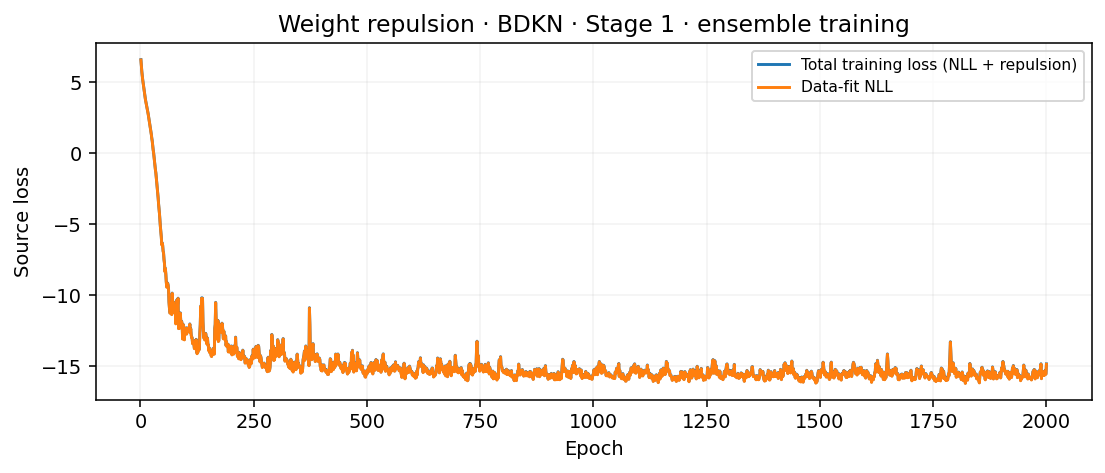 Weight repulsion · BDKN · Stage 1 · ensemble training
Total training loss (NLL + repulsion)
Data-fit NLL
Source loss
5
0
−5
−10
−15
0 250 500 750 1000 1250 1500 1750 2000
Epoch